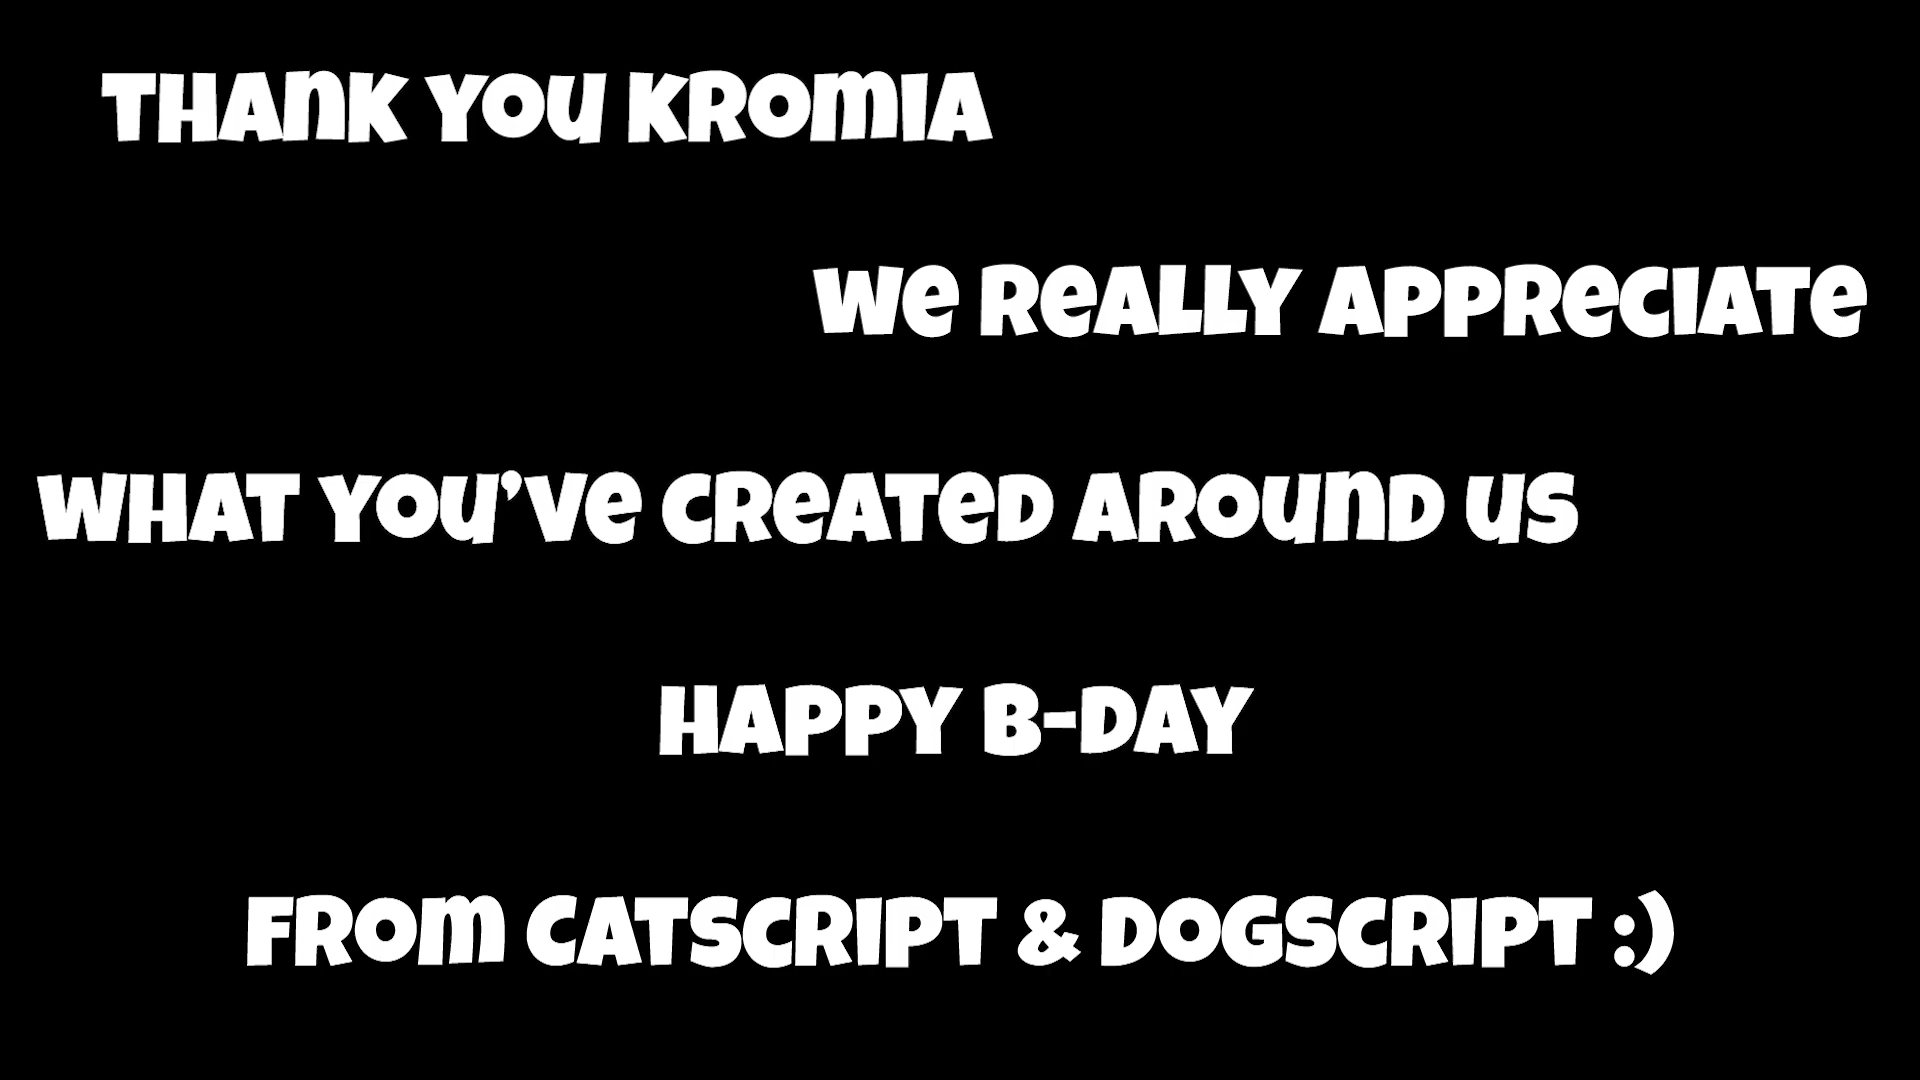 THANK YOU KROMIA
WE REALLY APPRECIATE
WHAT YOU’VE CREATED AROUND US
HAPPY B-DAY
FROM CATSCRIPT & DOGSCRIPT :)